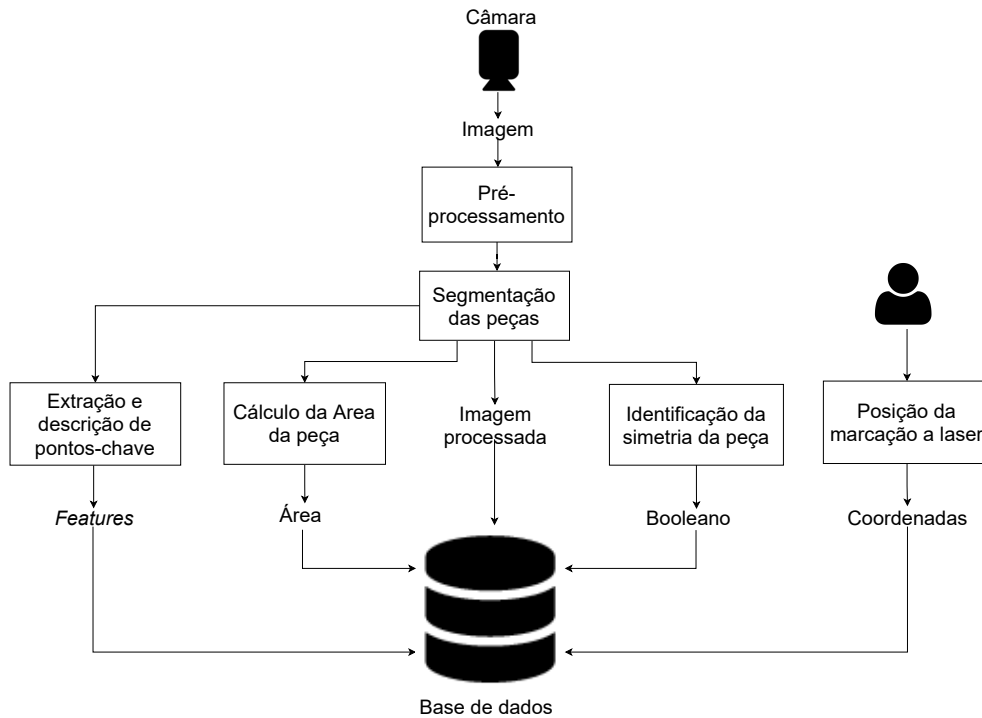 Câmara
Imagem
Pré-
processamento
Segmentação
das peças
Extração e
descrição de
pontos-chave
Cálculo da Area
da peça
Imagem
processada
Identificação da
simetria da peça
Posição da
marcação a laser
Features
Área
Booleano
Coordenadas
Base de dados